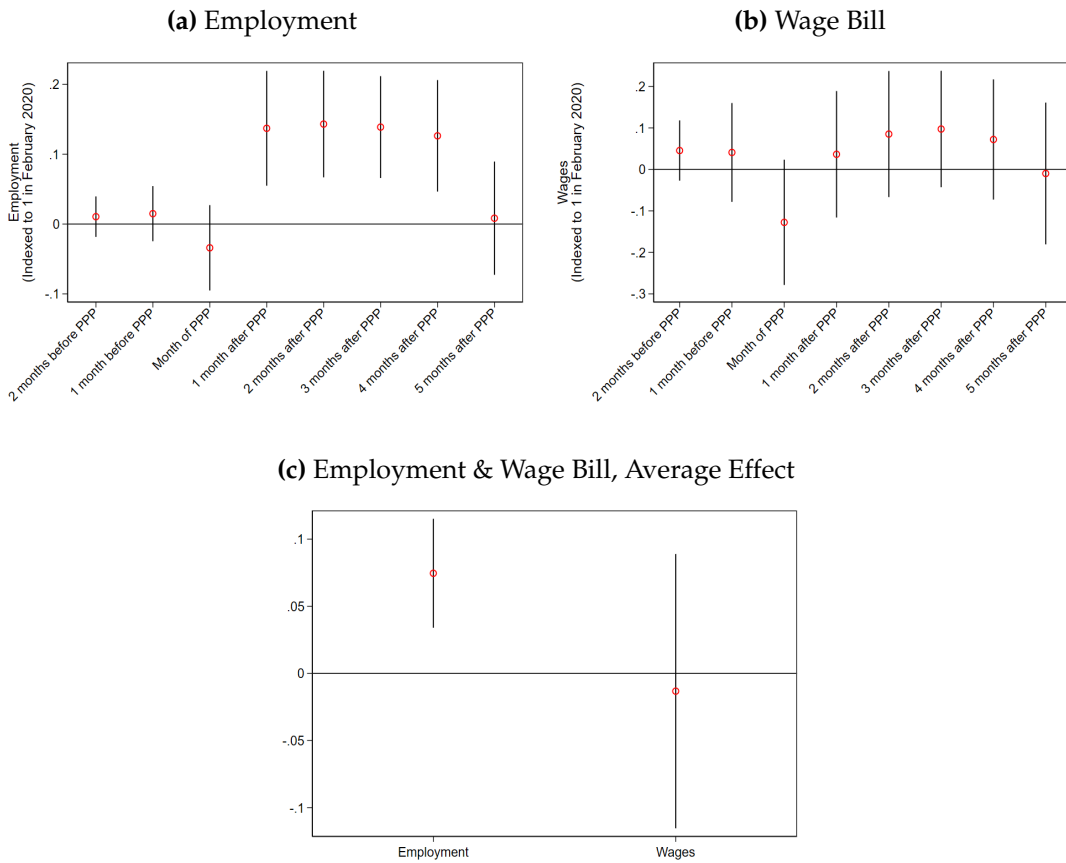 (a) Employment
Employment
(Indexed to 1 in February 2020)
.2
.1
0
-.1
2 months before PPP
1 month before PPP
Month of PPP
1 month after PPP
2 months after PPP
3 months after PPP
4 months after PPP
5 months after PPP
(b) Wage Bill
Wages
(Indexed to 1 in February 2020)
.2
.1
0
-.1
-.2
-.3
2 months before PPP
1 month before PPP
Month of PPP
1 month after PPP
2 months after PPP
3 months after PPP
4 months after PPP
5 months after PPP
(c) Employment & Wage Bill, Average Effect
.1
.05
0
-.05
-.1
Employment
Wages